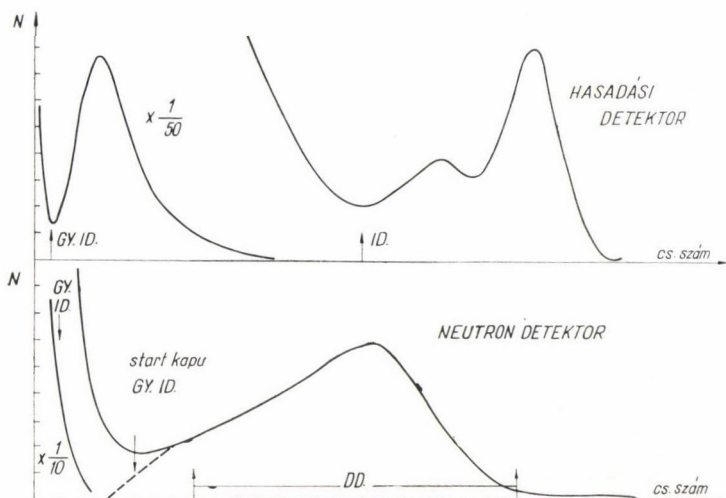 N
x 1/50
HASADÁSI
DETEKTOR
GY. ID.
ID.
cs. szám
N
GY.
ID.
NEUTRON DETEKTOR
start kapu
GY. ID.
x 1/10
DD.
cs. szám